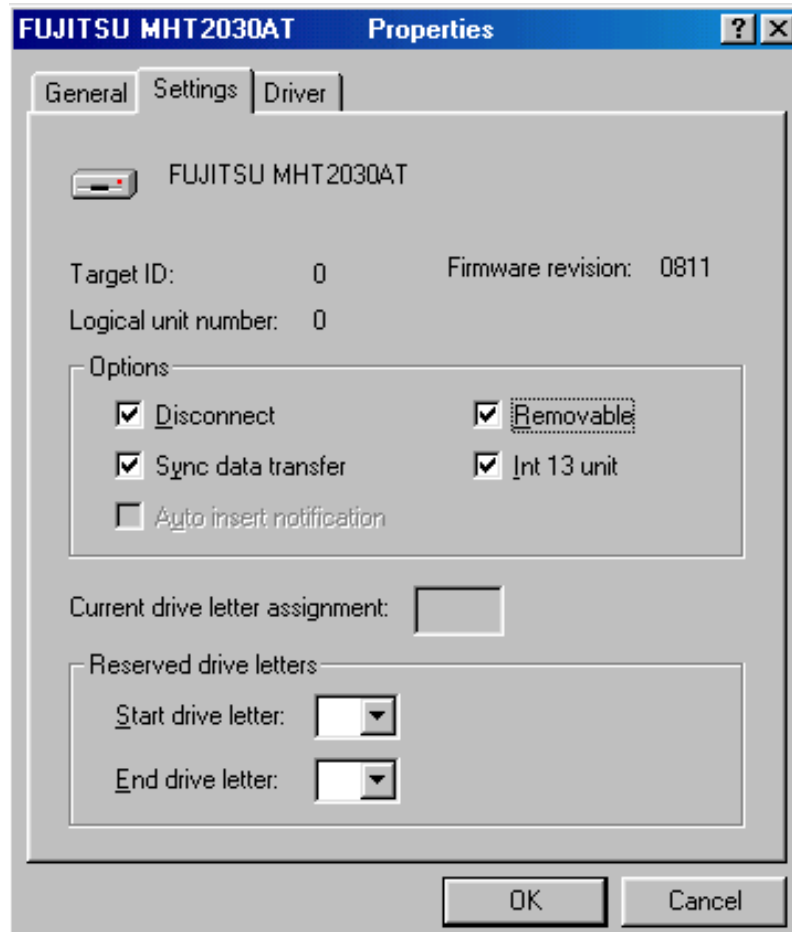 FUJITSU MHT2030AT Properties
General Settings Driver
FUJITSU MHT2030AT
Target ID: 0 Firmware revision: 0811
Logical unit number: 0
Options
Disconnect Removable
Sync data transfer Int 13 unit
Auto insert notification
Current drive letter assignment:
Reserved drive letters
Start drive letter:
End drive letter:
OK Cancel